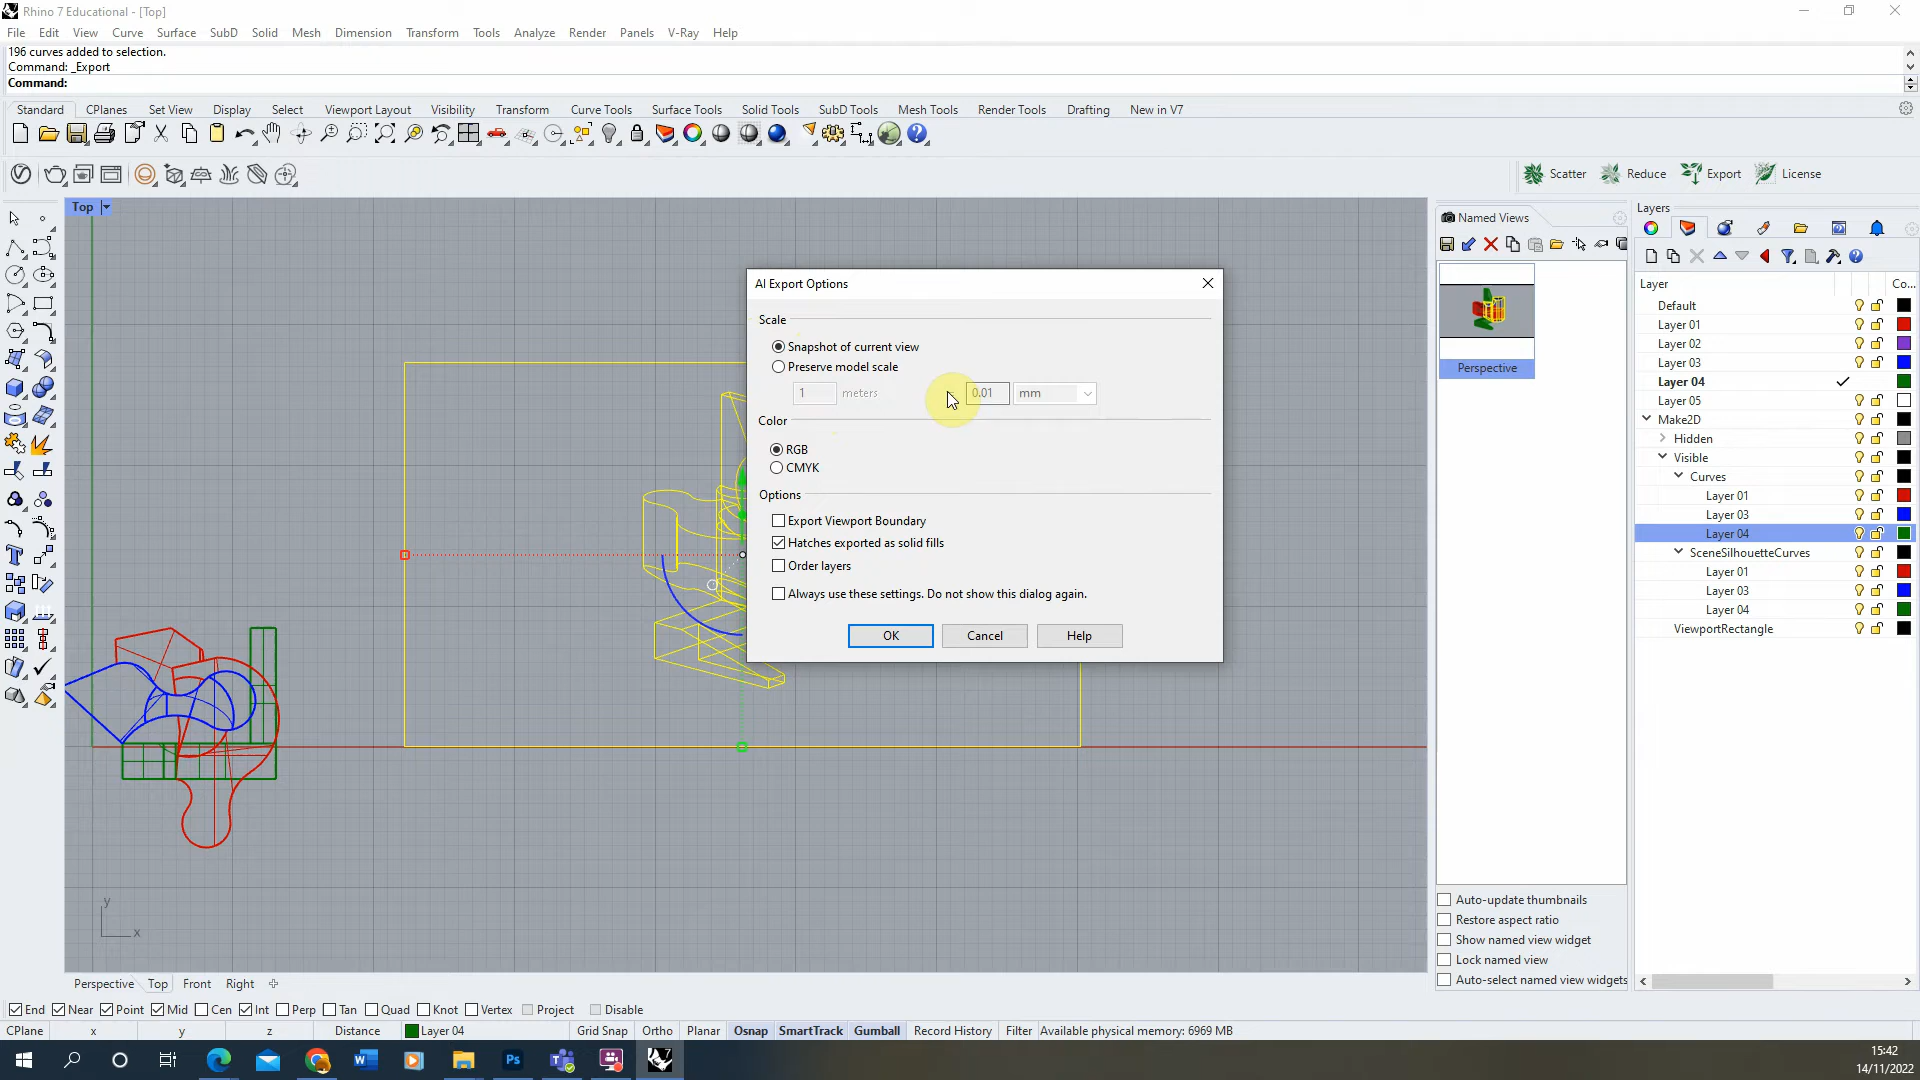 Rhino 7 Educational - [Top]
File Edit View Curve Surface SubD Solid Mesh Dimension Transform Tools Analyze Render Panels V-Ray Help
196 curves added to selection.
Command: _Export
Command:
Standard CPlanes Set View Display Select Viewport Layout Visibility Transform Curve Tools Surface Tools Solid Tools SubD Tools Mesh Tools Render Tools Drafting New in V7
Scatter Reduce Export License
Top
Named Views
Layers
Layer Co...
Default
Layer 01
Layer 02
Layer 03
Layer 04
Layer 05
Make2D
Hidden
Visible
Curves
Layer 01
Layer 03
Layer 04
SceneSilhouetteCurves
Layer 01
Layer 03
Layer 04
ViewportRectangle
Perspective
AI Export Options
Scale
Snapshot of current view
Preserve model scale
1 meters 0.01 mm
Color
RGB
CMYK
Options
Export Viewport Boundary
Hatches exported as solid fills
Order layers
Always use these settings. Do not show this dialog again.
OK Cancel Help
y
x
Auto-update thumbnails
Restore aspect ratio
Show named view widget
Lock named view
Auto-select named view widgets
Perspective Top Front Right
End Near Point Mid Cen Int Perp Tan Quad Knot Vertex Project Disable
CPlane x y z Distance Layer 04 Grid Snap Ortho Planar Osnap SmartTrack Gumball Record History Filter Available physical memory: 6969 MB
15:42
14/11/2022